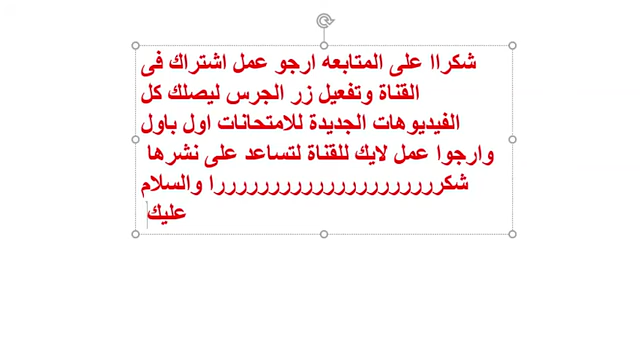 شكراا على المتابعه ارجو عمل اشتراك فى
القناة وتفعيل زر الجرس ليصلك كل
الفيديوهات الجديدة للامتحانات اول باول
وارجوا عمل لايك للقناة لتساعد على نشرها
شكرررررررررررررررررررررا والسلام
عليك